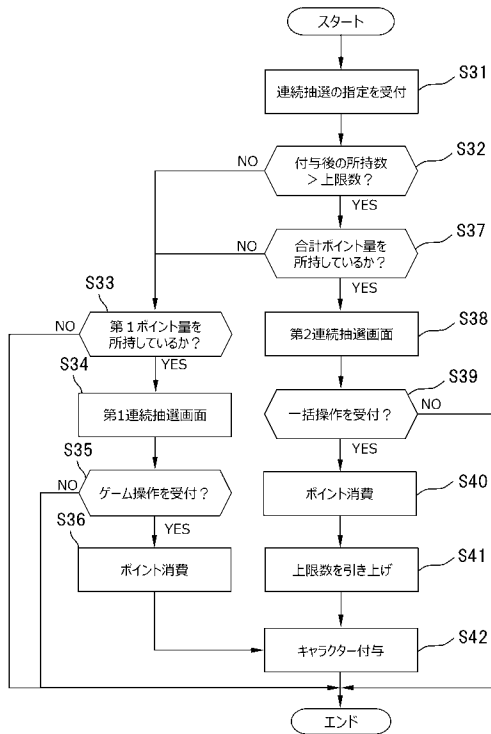 スタート
S31
連続抽選の指定を受付
S32
NO
付与後の所持数
＞上限数？
YES
S37
NO
合計ポイント量を
所持しているか？
YES
S33
NO
第１ポイント量を
所持しているか？
YES
S38
第2連続抽選画面
S34
第1連続抽選画面
S39
一括操作を受付？
NO
YES
S35
NO
ゲーム操作を受付？
YES
S40
ポイント消費
S36
ポイント消費
S41
上限数を引き上げ
S42
キャラクター付与
エンド